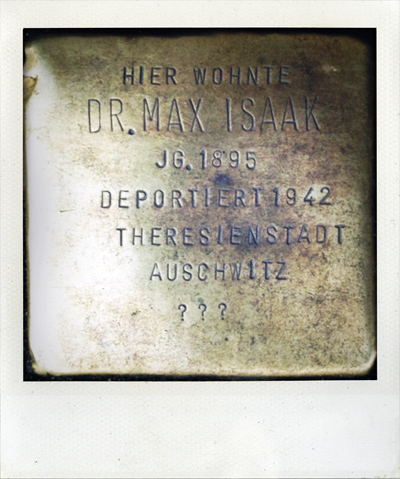 HIER WOHNTE
DR. MAX ISAAK
JG. 1895
DEPORTIERT 1942
THERESIENSTADT
AUSCHWITZ
? ? ?